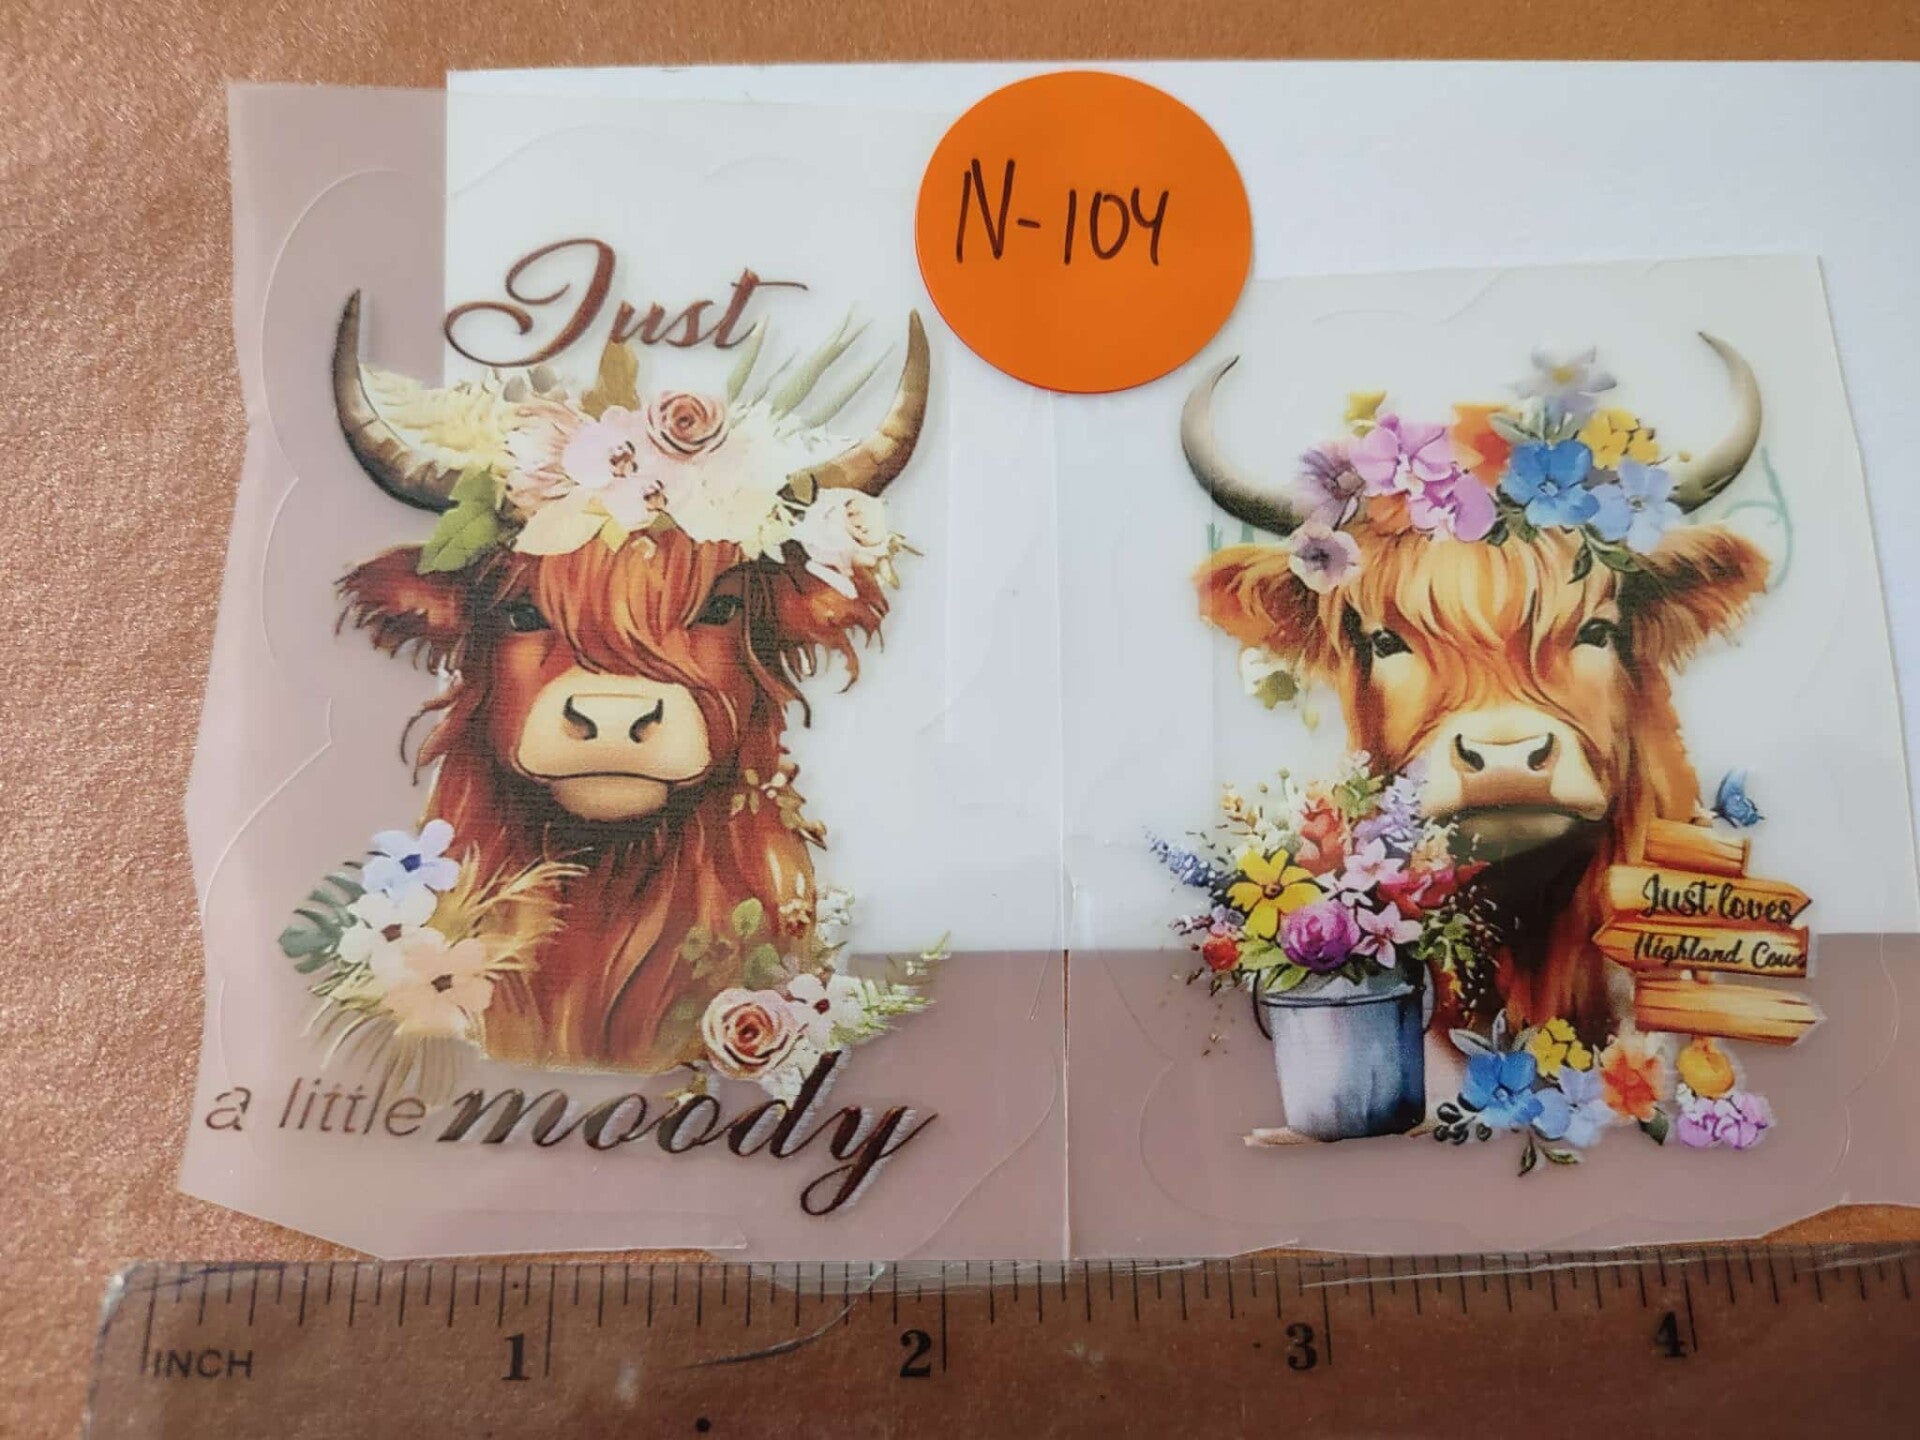 N-104
Just
a little moody
Just loves
Highland Cows
INCH 1 2 3 4